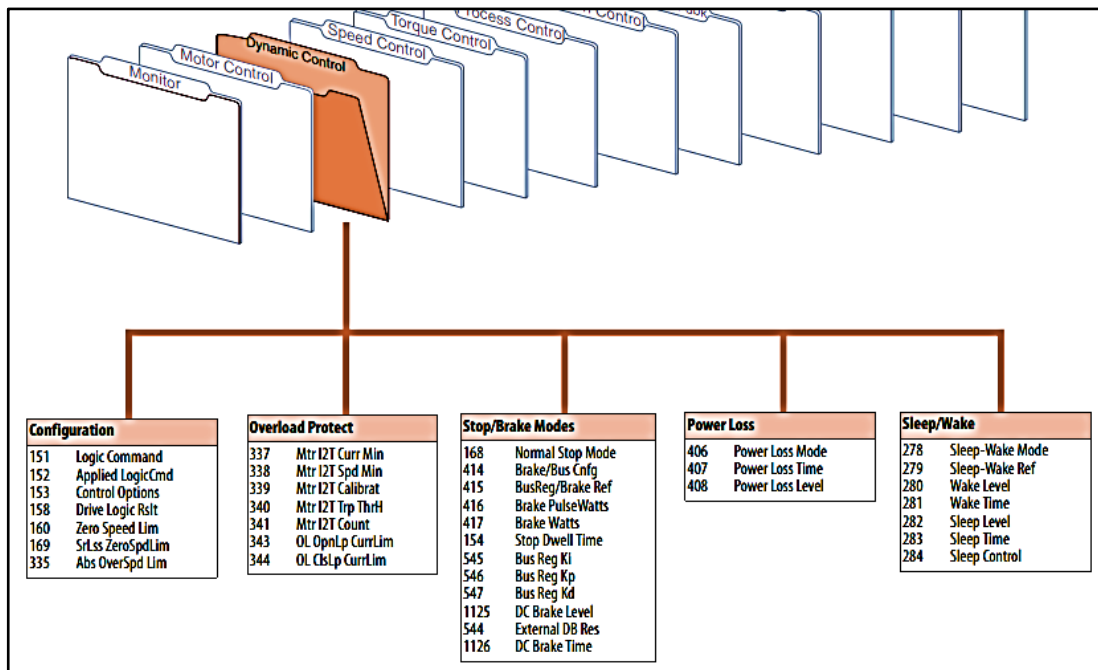 Process Control
Control
Torque Control
Speed Control
Dynamic Control
Motor Control
Monitor
Configuration
151 Logic Command
152 Applied LogicCmd
153 Control Options
158 Drive Logic Rslt
160 Zero Speed Lim
169 SrLss ZeroSpdLim
335 Abs OverSpd Lim
Overload Protect
337 Mtr I2T Curr Min
338 Mtr I2T Spd Min
339 Mtr I2T Calibrat
340 Mtr I2T Trp ThrH
341 Mtr I2T Count
343 OL OpnLp CurrLim
344 OL ClsLp CurrLim
Stop/Brake Modes
168 Normal Stop Mode
414 Brake/Bus Cnfg
415 BusReg/Brake Ref
416 Brake PulseWatts
417 Brake Watts
154 Stop Dwell Time
545 Bus Reg Ki
546 Bus Reg Kp
547 Bus Reg Kd
1125 DC Brake Level
544 External DB Res
1126 DC Brake Time
Power Loss
406 Power Loss Mode
407 Power Loss Time
408 Power Loss Level
Sleep/Wake
278 Sleep-Wake Mode
279 Sleep-Wake Ref
280 Wake Level
281 Wake Time
282 Sleep Level
283 Sleep Time
284 Sleep Control